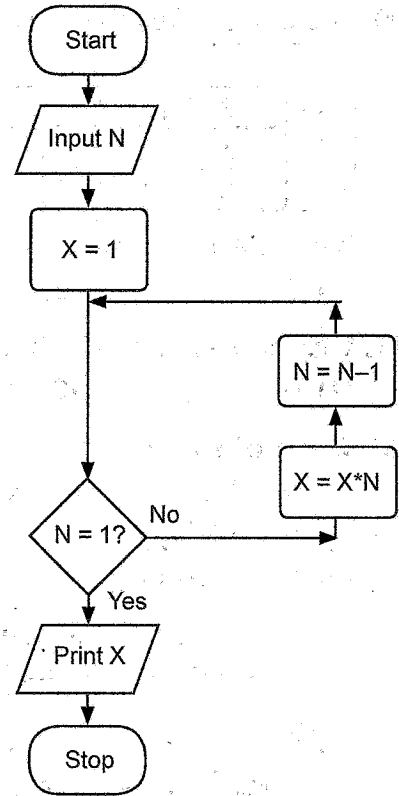 Start
Input N
X = 1
N = N–1
X = X*N
N = 1?
No
Yes
Print X
Stop